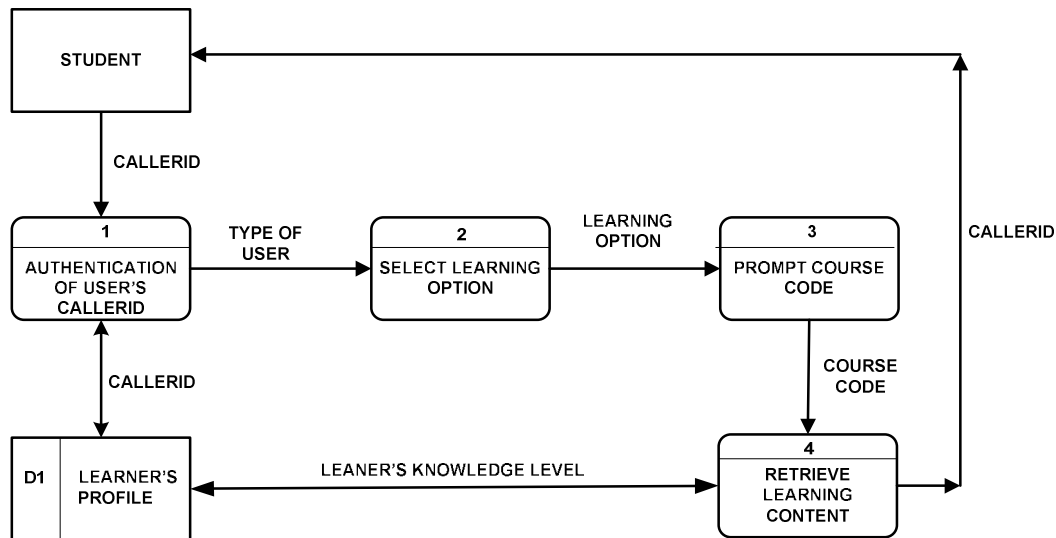 STUDENT
CALLERID
1
AUTHENTICATION
OF USER'S
CALLERID
TYPE OF
USER
2
SELECT LEARNING
OPTION
LEARNING
OPTION
3
PROMPT COURSE
CODE
CALLERID
CALLERID
COURSE
CODE
D1
LEARNER'S
PROFILE
LEANER'S KNOWLEDGE LEVEL
4
RETRIEVE
LEARNING
CONTENT